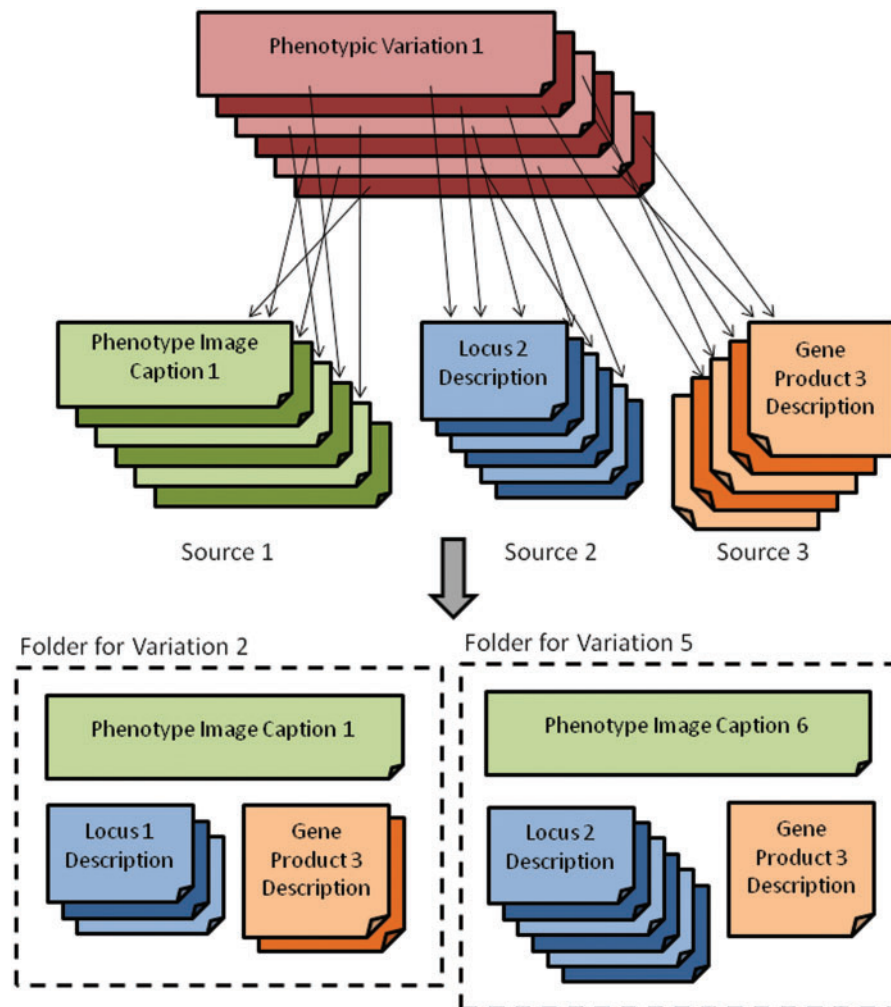 Phenotypic Variation 1
Phenotype Image
Caption 1
Locus 2
Description
Gene
Product 3
Description
Source 1
Source 2
Source 3
Folder for Variation 2
Folder for Variation 5
Phenotype Image Caption 1
Locus 1
Description
Gene
Product 3
Description
Phenotype Image Caption 6
Locus 2
Description
Gene
Product 3
Description